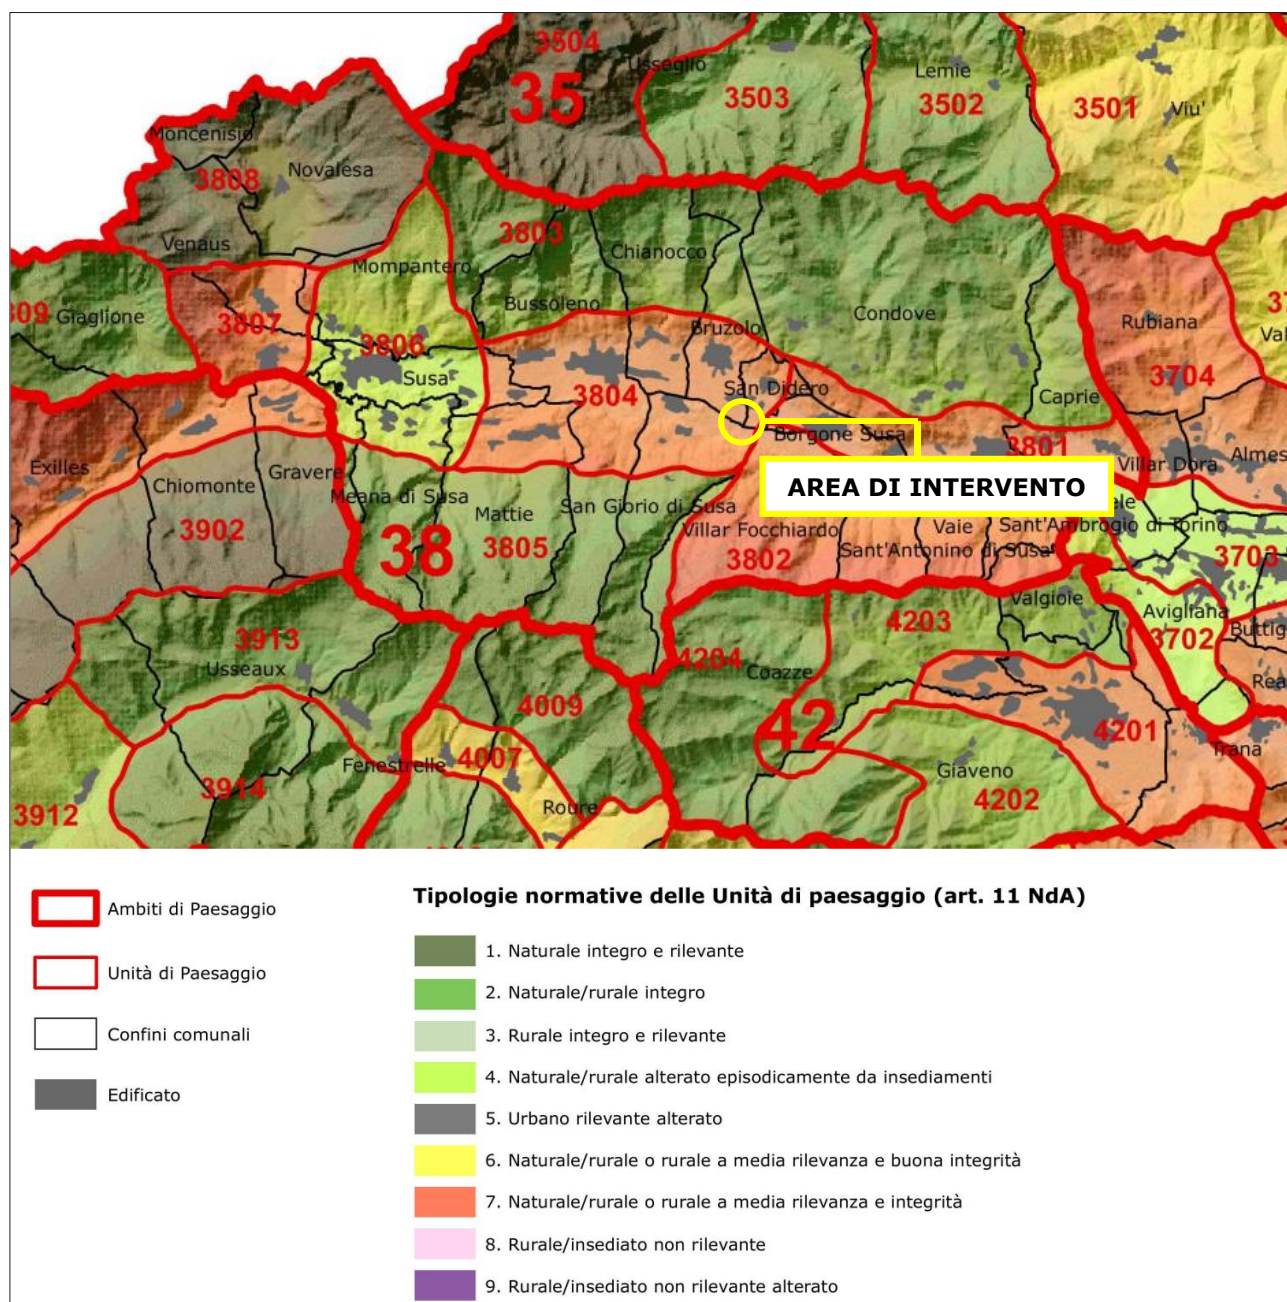 3504
Usseglio
35
3503
Lemie
3502
3501
Viu'
Moncenisio
Novalesa
3808
Venaus
3803
Chianocco
Mompantero
Bussoleno
Condove
Rubiana
Giaglione
3807
3806
Bruzolo
Susa
3804
San Didero
3704
Caprie
Borgone Susa
3801
Villar Dora
Exilles
Gravere
Chiomonte
Meana di Susa
AREA DI INTERVENTO
Mattie
San Giorio di Susa
3902
38
3805
Villar Focchiardo
Vaie
Sant'Ambrogio di Torino
3802
Sant'Antonino di Susa
3703
Valgioie
Avigliana
3913
4203
3702
Usseaux
4204
Coazze
4009
42
4201
Trana
4007
Fenestrelle
Giaveno
3914
Roure
4202
3912
Ambiti di Paesaggio
Unità di Paesaggio
Confini comunali
Edificato
Tipologie normative delle Unità di paesaggio (art. 11 NdA)
1. Naturale integro e rilevante
2. Naturale/rurale integro
3. Rurale integro e rilevante
4. Naturale/rurale alterato episodicamente da insediamenti
5. Urbano rilevante alterato
6. Naturale/rurale o rurale a media rilevanza e buona integrità
7. Naturale/rurale o rurale a media rilevanza e integrità
8. Rurale/insediato non rilevante
9. Rurale/insediato non rilevante alterato